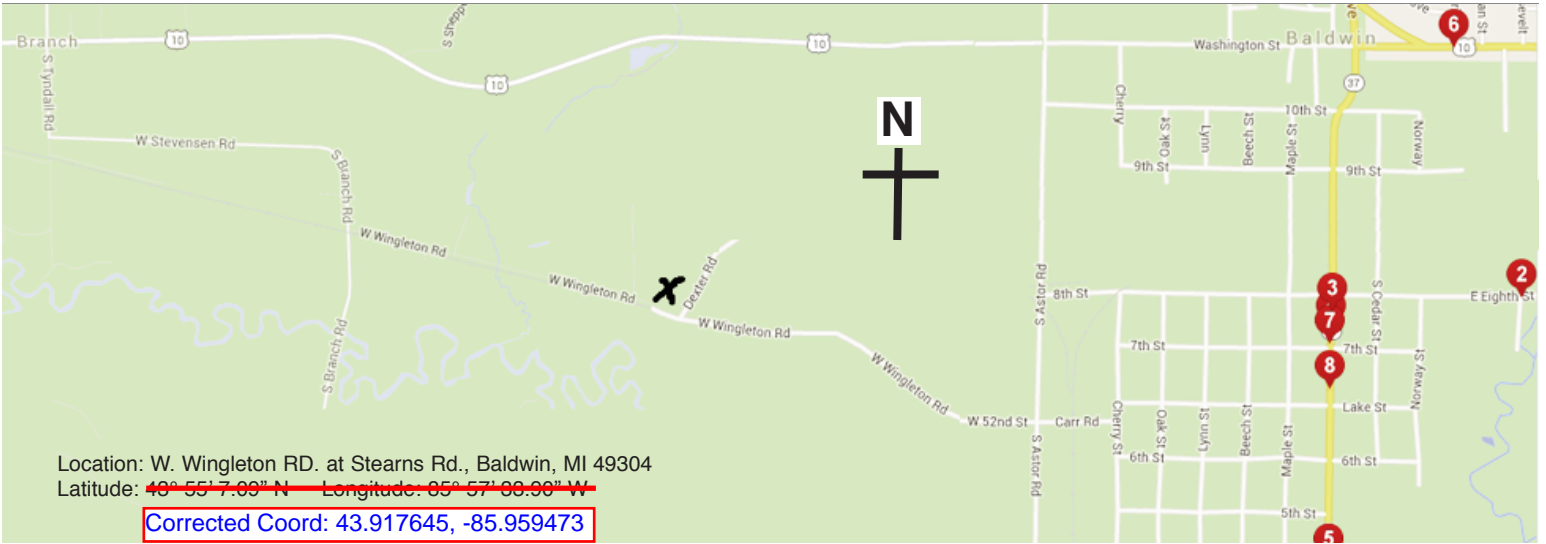 Branch
10
S Shepp
10
10
Washington St
Baldwin
6
10
S Tyndall Rd
37
Cherry
10th St
N
Oak St
Lynn
Beech St
Maple St
Norway
W Stevensen Rd
S Branch Rd
9th St
9th St
W Wingleton Rd
W Wingleton Rd
x
Dexter Rd
S Astor Rd
8th St
3
S Cedar St
2
E Eighth St
7
W Wingleton Rd
S Branch Rd
7th St
7th St
8
Norway St
W Wingleton Rd
W 52nd St
Carr Rd
Cherry St
Oak St
Lynn St
Beech St
Maple St
Lake St
S Astor Rd
6th St
6th St
5th St
5
Location: W. Wingleton RD. at Stearns Rd., Baldwin, MI 49304
Latitude:
Corrected Coord: 43.917645, -85.959473